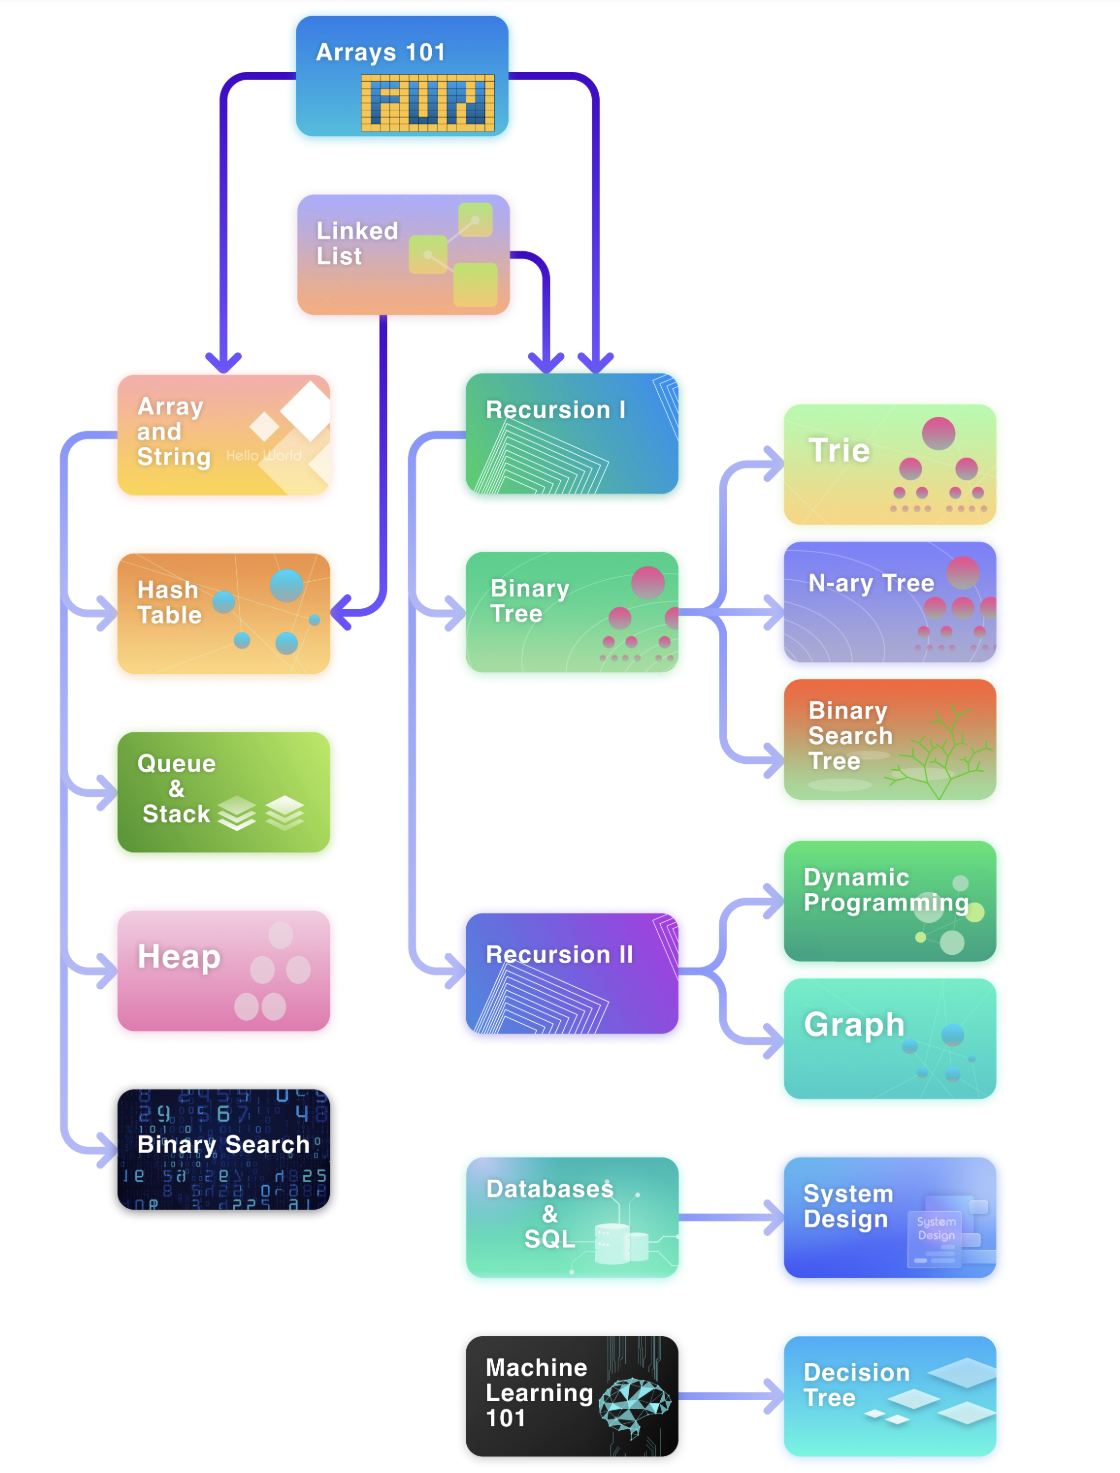 Arrays 101
FUN
Linked
List
Array
and
String
Hello World
Recursion I
Trie
Hash
Table
Binary
Tree
N-ary Tree
Binary
Search
Tree
Queue
&
Stack
Dynamic
Programming
Heap
Recursion II
Graph
Binary Search
Databases
&
SQL
System
Design
System
Design
Machine
Learning
101
Decision
Tree